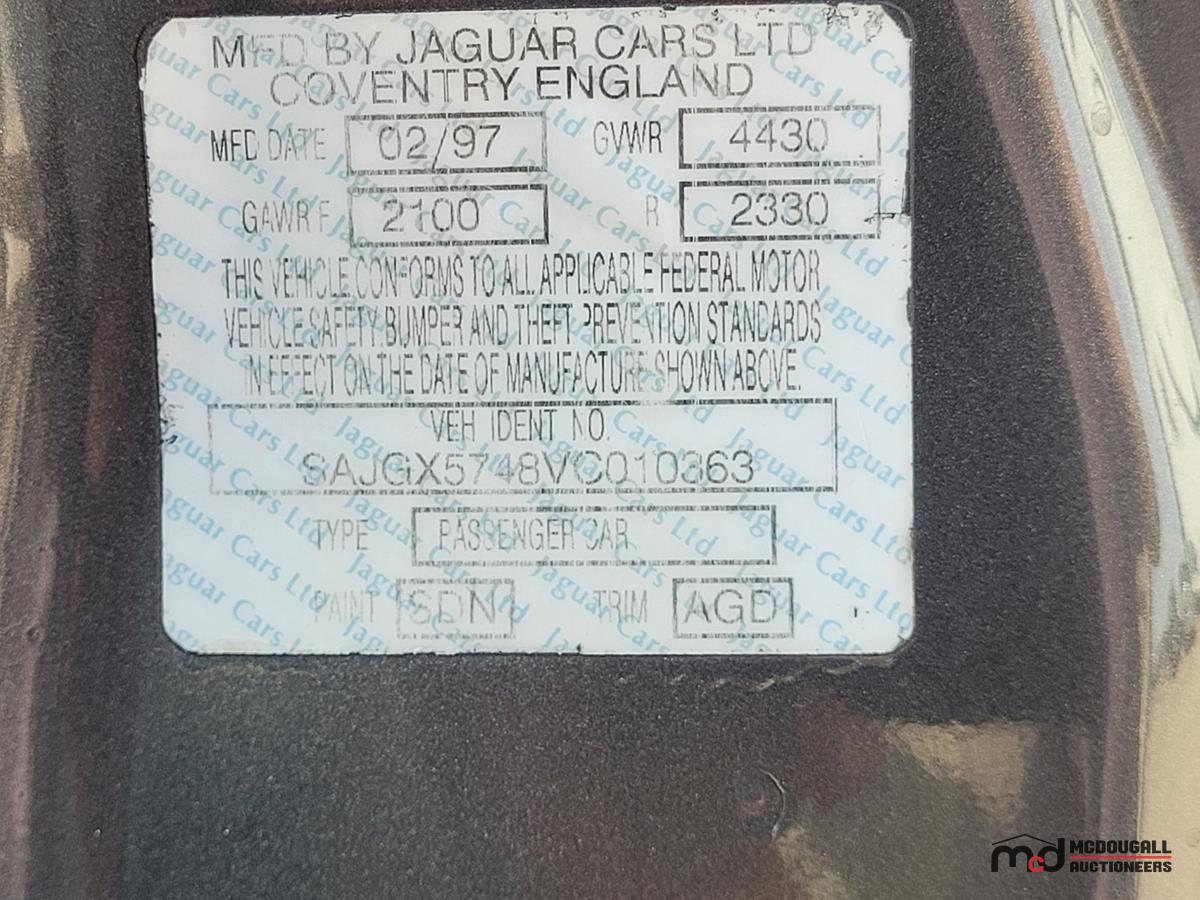 MFD BY JAGUAR CARS LTD
COVENTRY ENGLAND
MFD DATE 02/97 GVWR 4430
GAWR F 2100 R 2330
THIS VEHICLE CONFORMS TO ALL APPLICABLE FEDERAL MOTOR
VEHICLE SAFETY, BUMPER AND THEFT PREVENTION STANDARDS
IN EFFECT ON THE DATE OF MANUFACTURE SHOWN ABOVE.
VEH IDENT NO.
SAJGX5748VC010363
TYPE PASSENGER CAR
PAINT SDN TRIM AGD
mcd MCDOUGALL
AUCTIONEERS